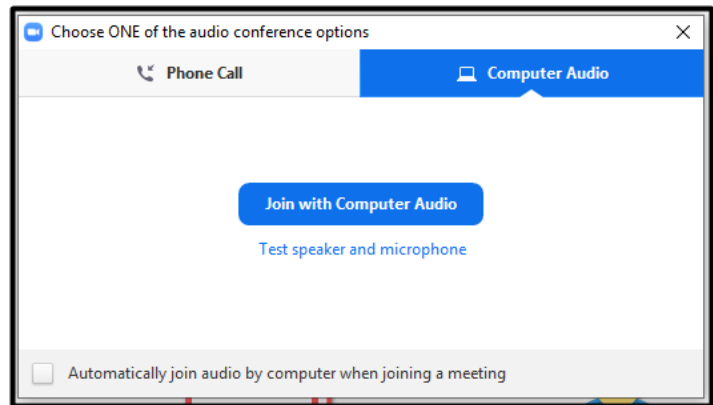 Choose ONE of the audio conference options
Phone Call
Computer Audio
Join with Computer Audio
Test speaker and microphone
Automatically join audio by computer when joining a meeting